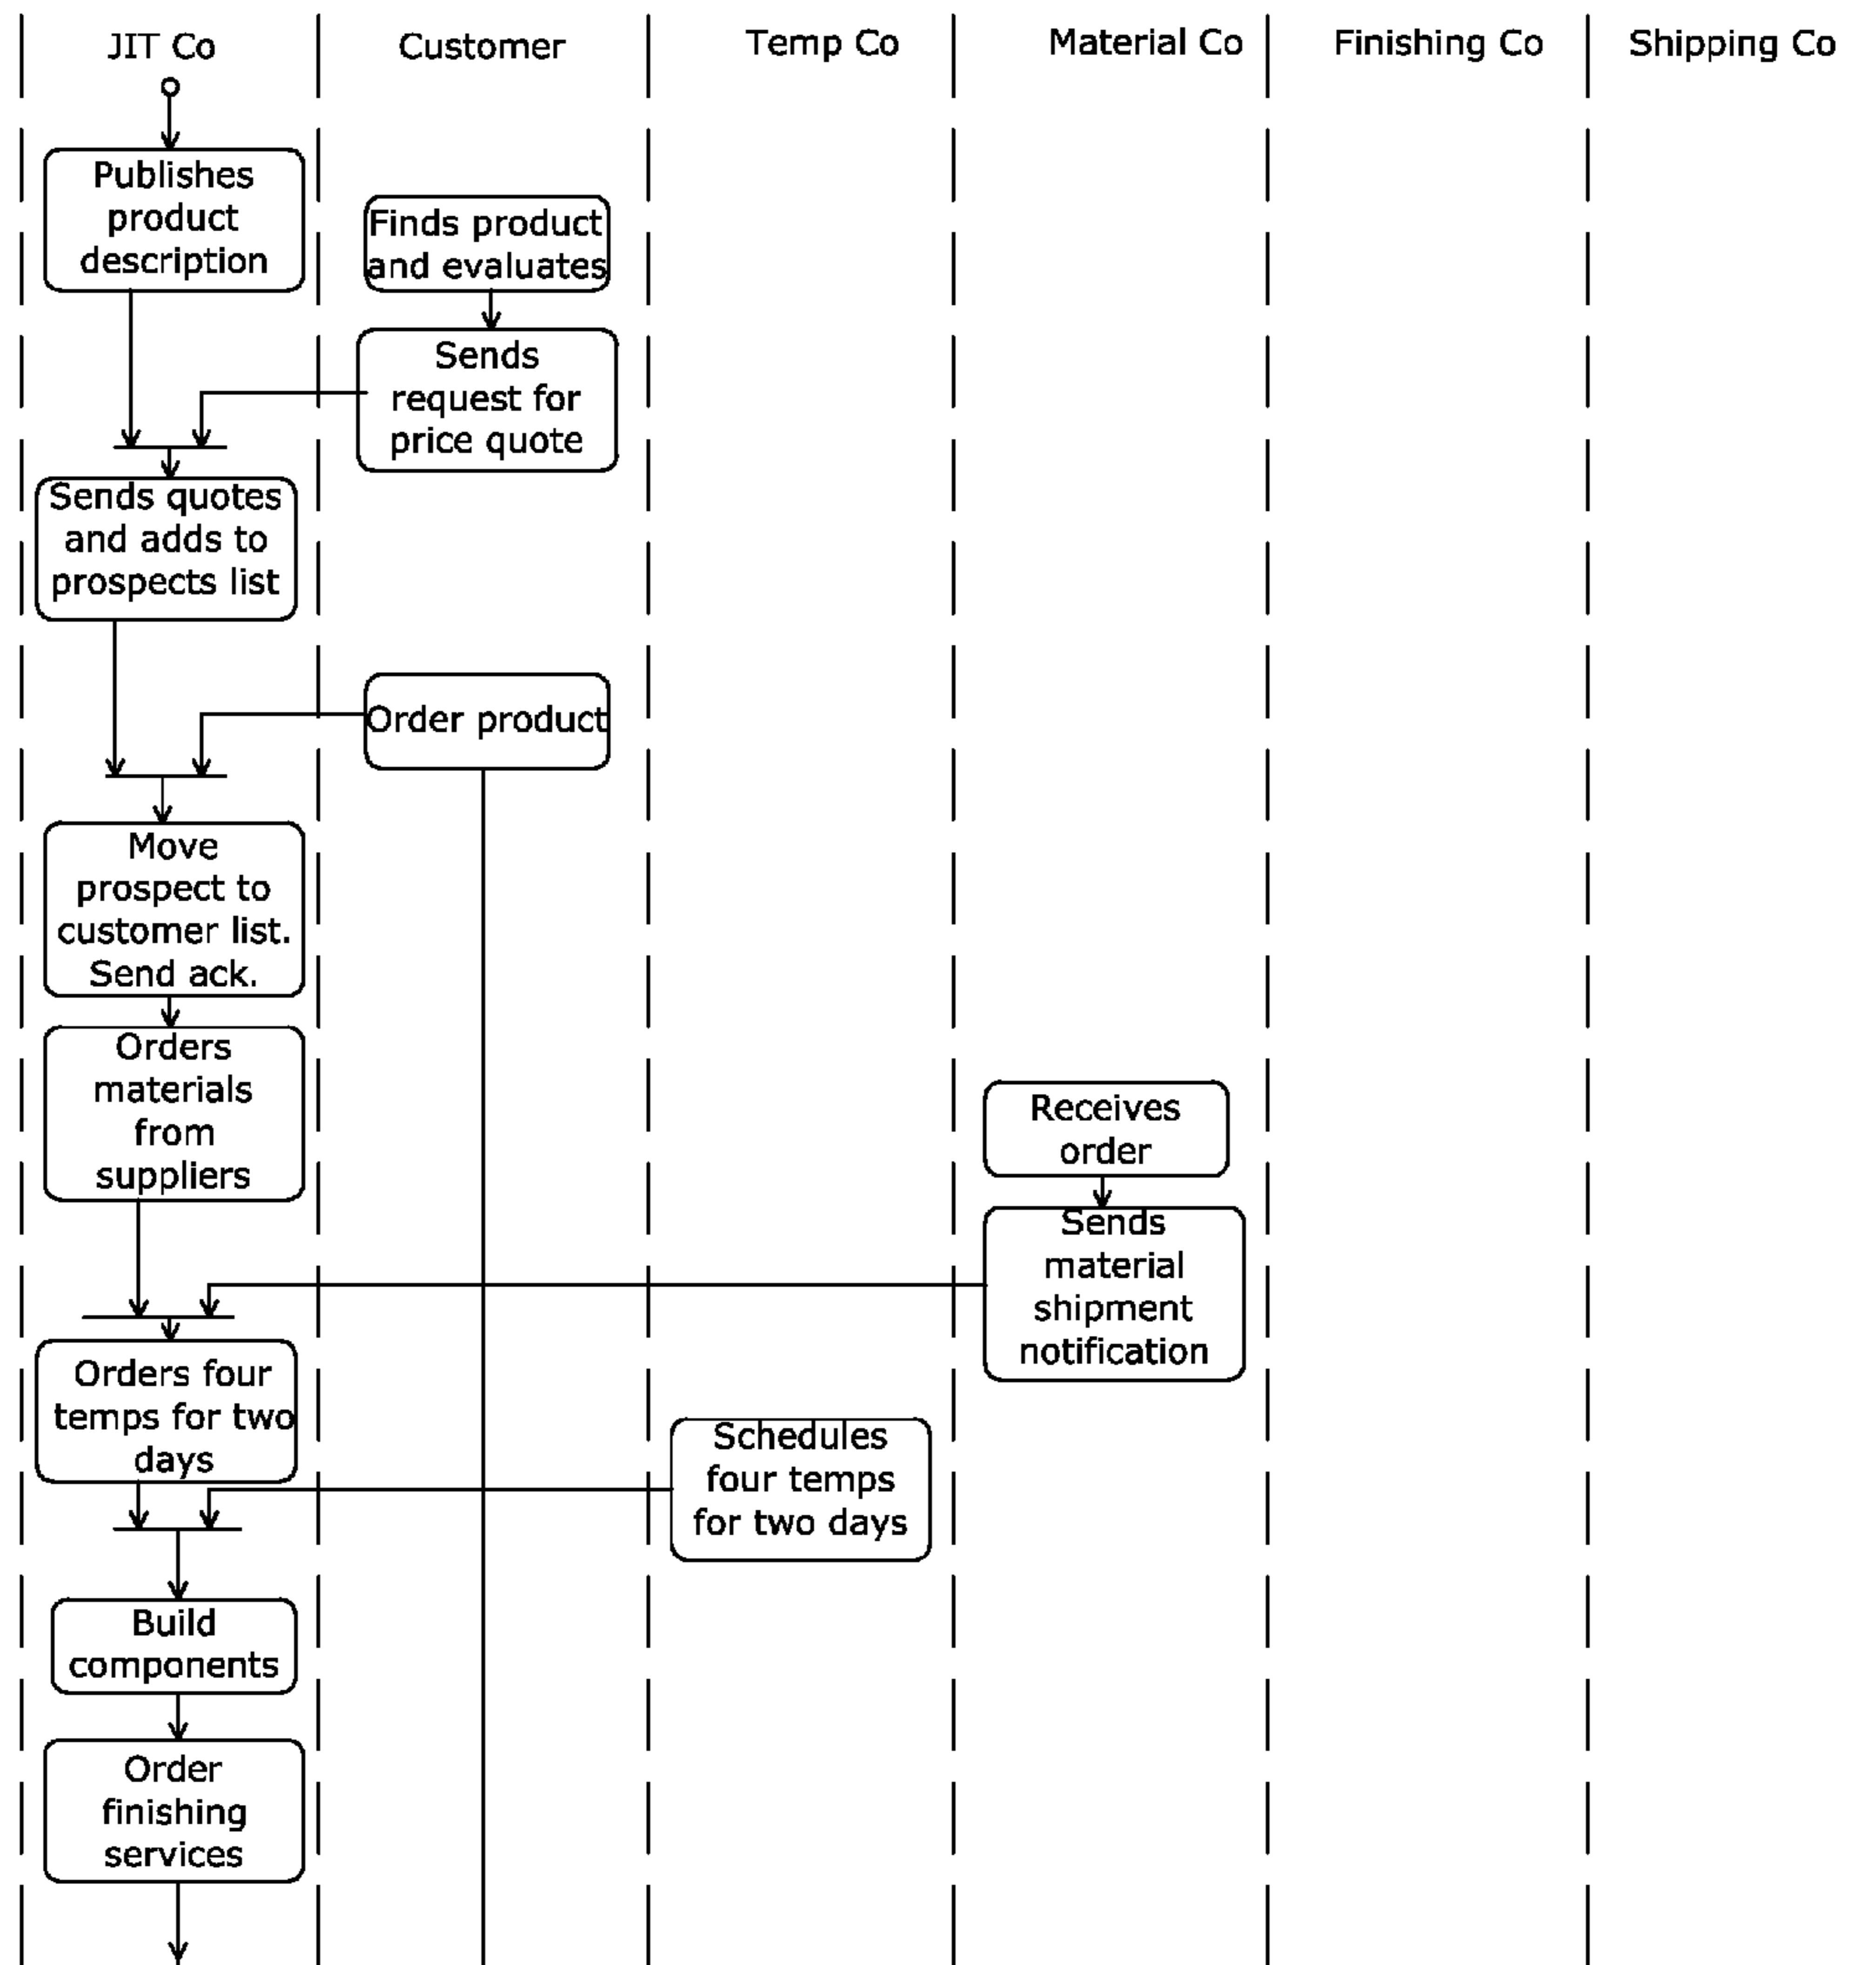 JIT Co
Customer
Temp Co
Material Co
Finishing Co
Shipping Co
Publishes
product
description
Finds product
and evaluates
Sends
request for
price quote
Sends quotes
and adds to
prospects list
Order product
Move
prospect to
customer list.
Send ack.
Orders
materials
from
suppliers
Receives
order
Sends
material
shipment
notification
Orders four
temps for two
days
Schedules
four temps
for two days
Build
components
Order
finishing
services